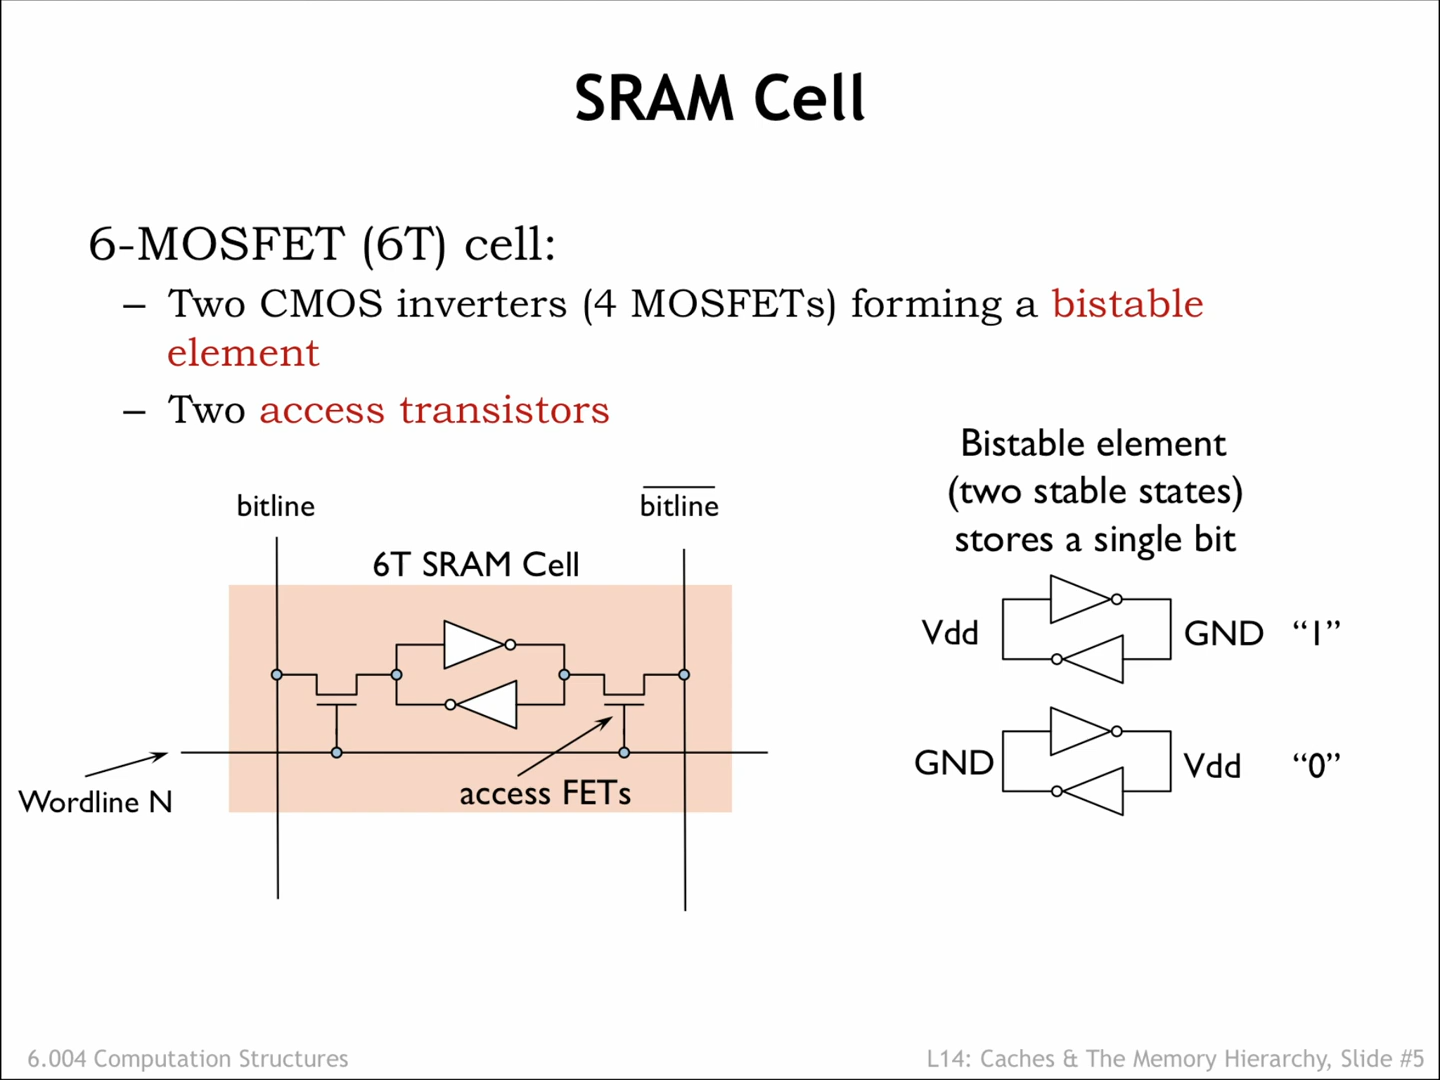 SRAM Cell
6-MOSFET (6T) cell:
– Two CMOS inverters (4 MOSFETs) forming a bistable
element
– Two access transistors
Bistable element
(two stable states)
stores a single bit
bitline
bitline
6T SRAM Cell
Vdd
GND
“1”
GND
Vdd
“0”
Wordline N
access FETs
6.004 Computation Structures
L14: Caches & The Memory Hierarchy, Slide #5